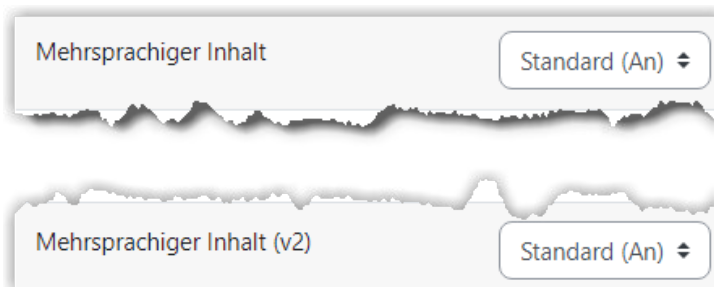 Mehrsprachiger Inhalt
Standard (An)
Mehrsprachiger Inhalt (v2)
Standard (An)